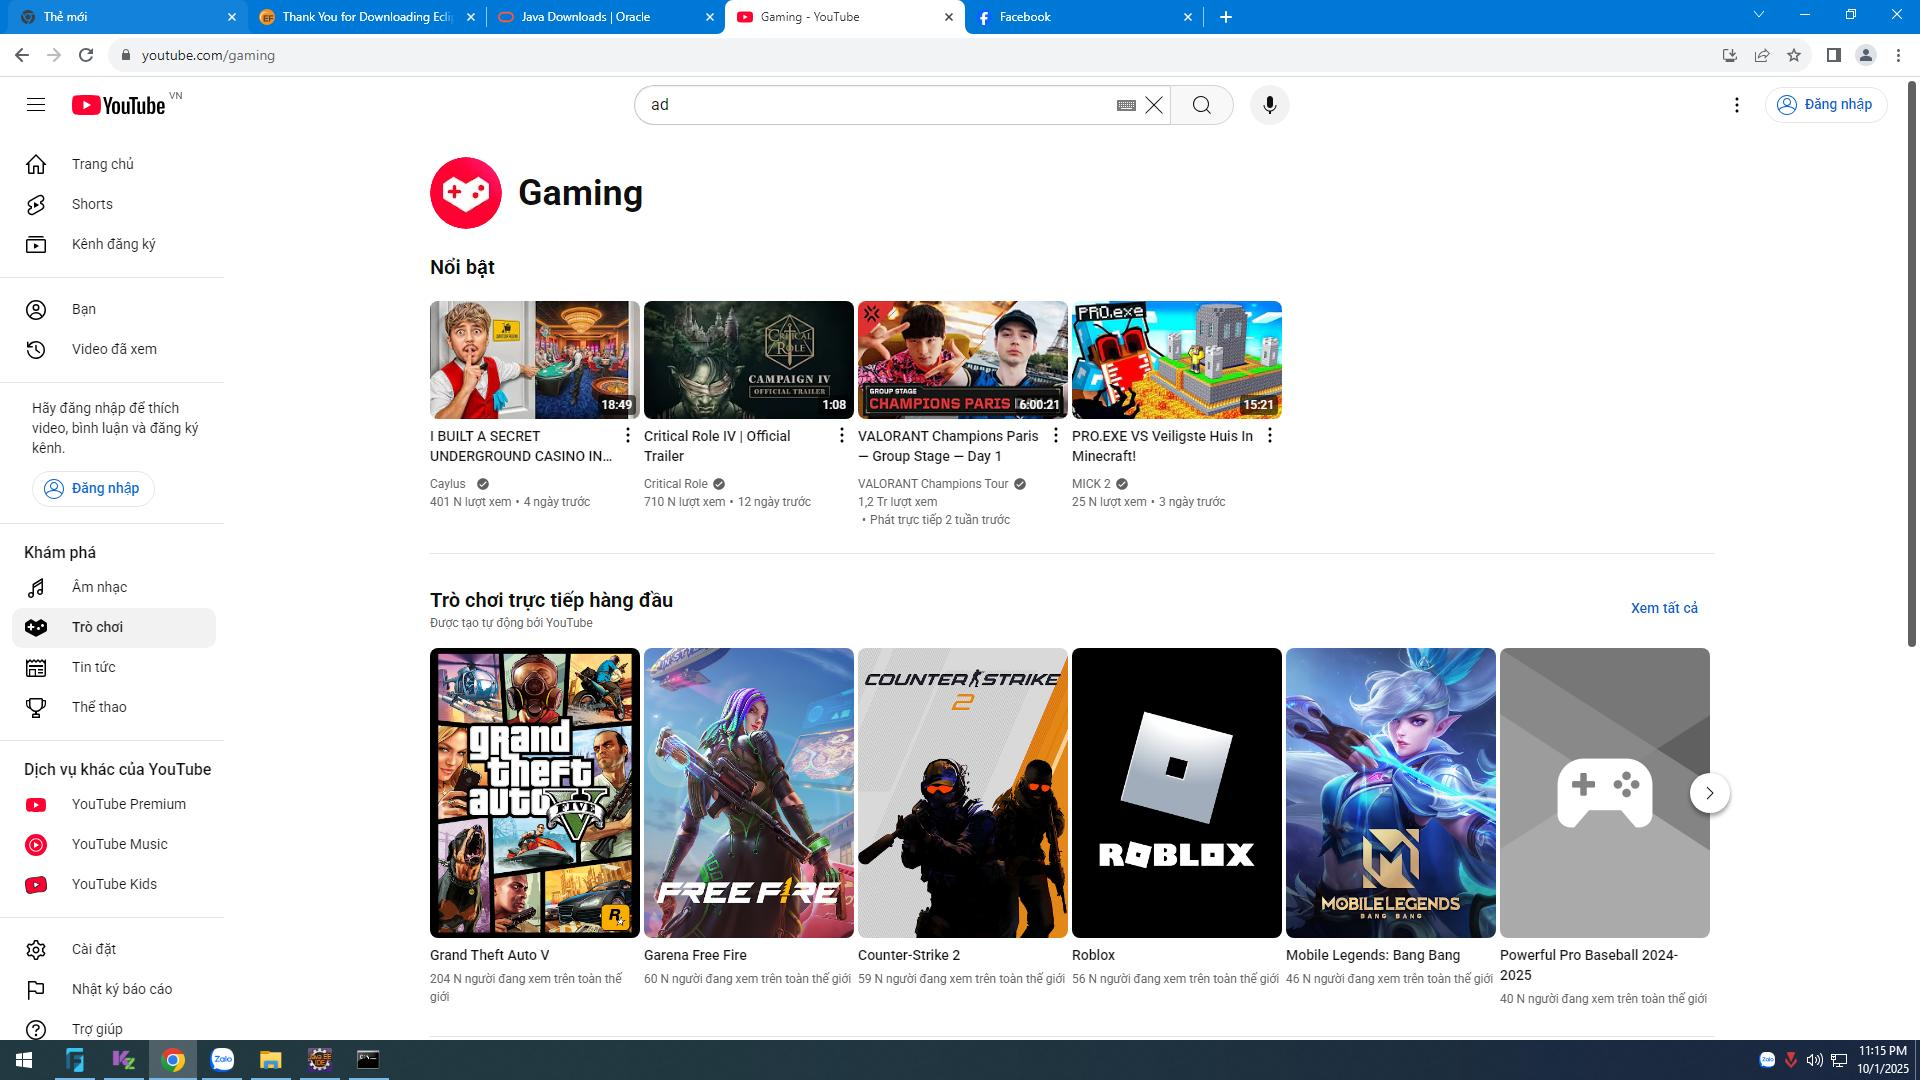 Thẻ mới
Thank You for Downloading Ecli
Java Downloads | Oracle
Gaming - YouTube
Facebook
youtube.com/gaming
YouTube VN
ad
Đăng nhập
Trang chủ
Shorts
Kênh đăng ký
Bạn
Video đã xem
Hãy đăng nhập để thích
video, bình luận và đăng ký
kênh.
Đăng nhập
Khám phá
Âm nhạc
Trò chơi
Tin tức
Thể thao
Dịch vụ khác của YouTube
YouTube Premium
YouTube Music
YouTube Kids
Cài đặt
Nhật ký báo cáo
Trợ giúp
Gaming
Nổi bật
18:49
I BUILT A SECRET
UNDERGROUND CASINO IN...
Caylus
401 N lượt xem • 4 ngày trước
CRITICAL ROLE
CAMPAIGN IV
OFFICIAL TRAILER
1:08
Critical Role IV | Official
Trailer
Critical Role
710 N lượt xem • 12 ngày trước
GROUP STAGE
CHAMPIONS PARIS
6:00:21
VALORANT Champions Paris
— Group Stage — Day 1
VALORANT Champions Tour
1,2 Tr lượt xem
• Phát trực tiếp 2 tuần trước
PRO.exe
15:21
PRO.EXE VS Veiligste Huis In
Minecraft!
MICK 2
25 N lượt xem • 3 ngày trước
Trò chơi trực tiếp hàng đầu
Được tạo tự động bởi YouTube
Xem tất cả
grand
theft
auto
V
FIVE
R
Grand Theft Auto V
204 N người đang xem trên toàn thế
giới
FREE FIRE
Garena Free Fire
60 N người đang xem trên toàn thế giới
COUNTER STRIKE
2
Counter-Strike 2
59 N người đang xem trên toàn thế giới
ROBLOX
Roblox
56 N người đang xem trên toàn thế giới
MOBILE LEGENDS
BANG BANG
Mobile Legends: Bang Bang
46 N người đang xem trên toàn thế giới
Powerful Pro Baseball 2024-
2025
40 N người đang xem trên toàn thế giới
Zalo
Java EE
IDE
Zalo
11:15 PM
10/1/2025